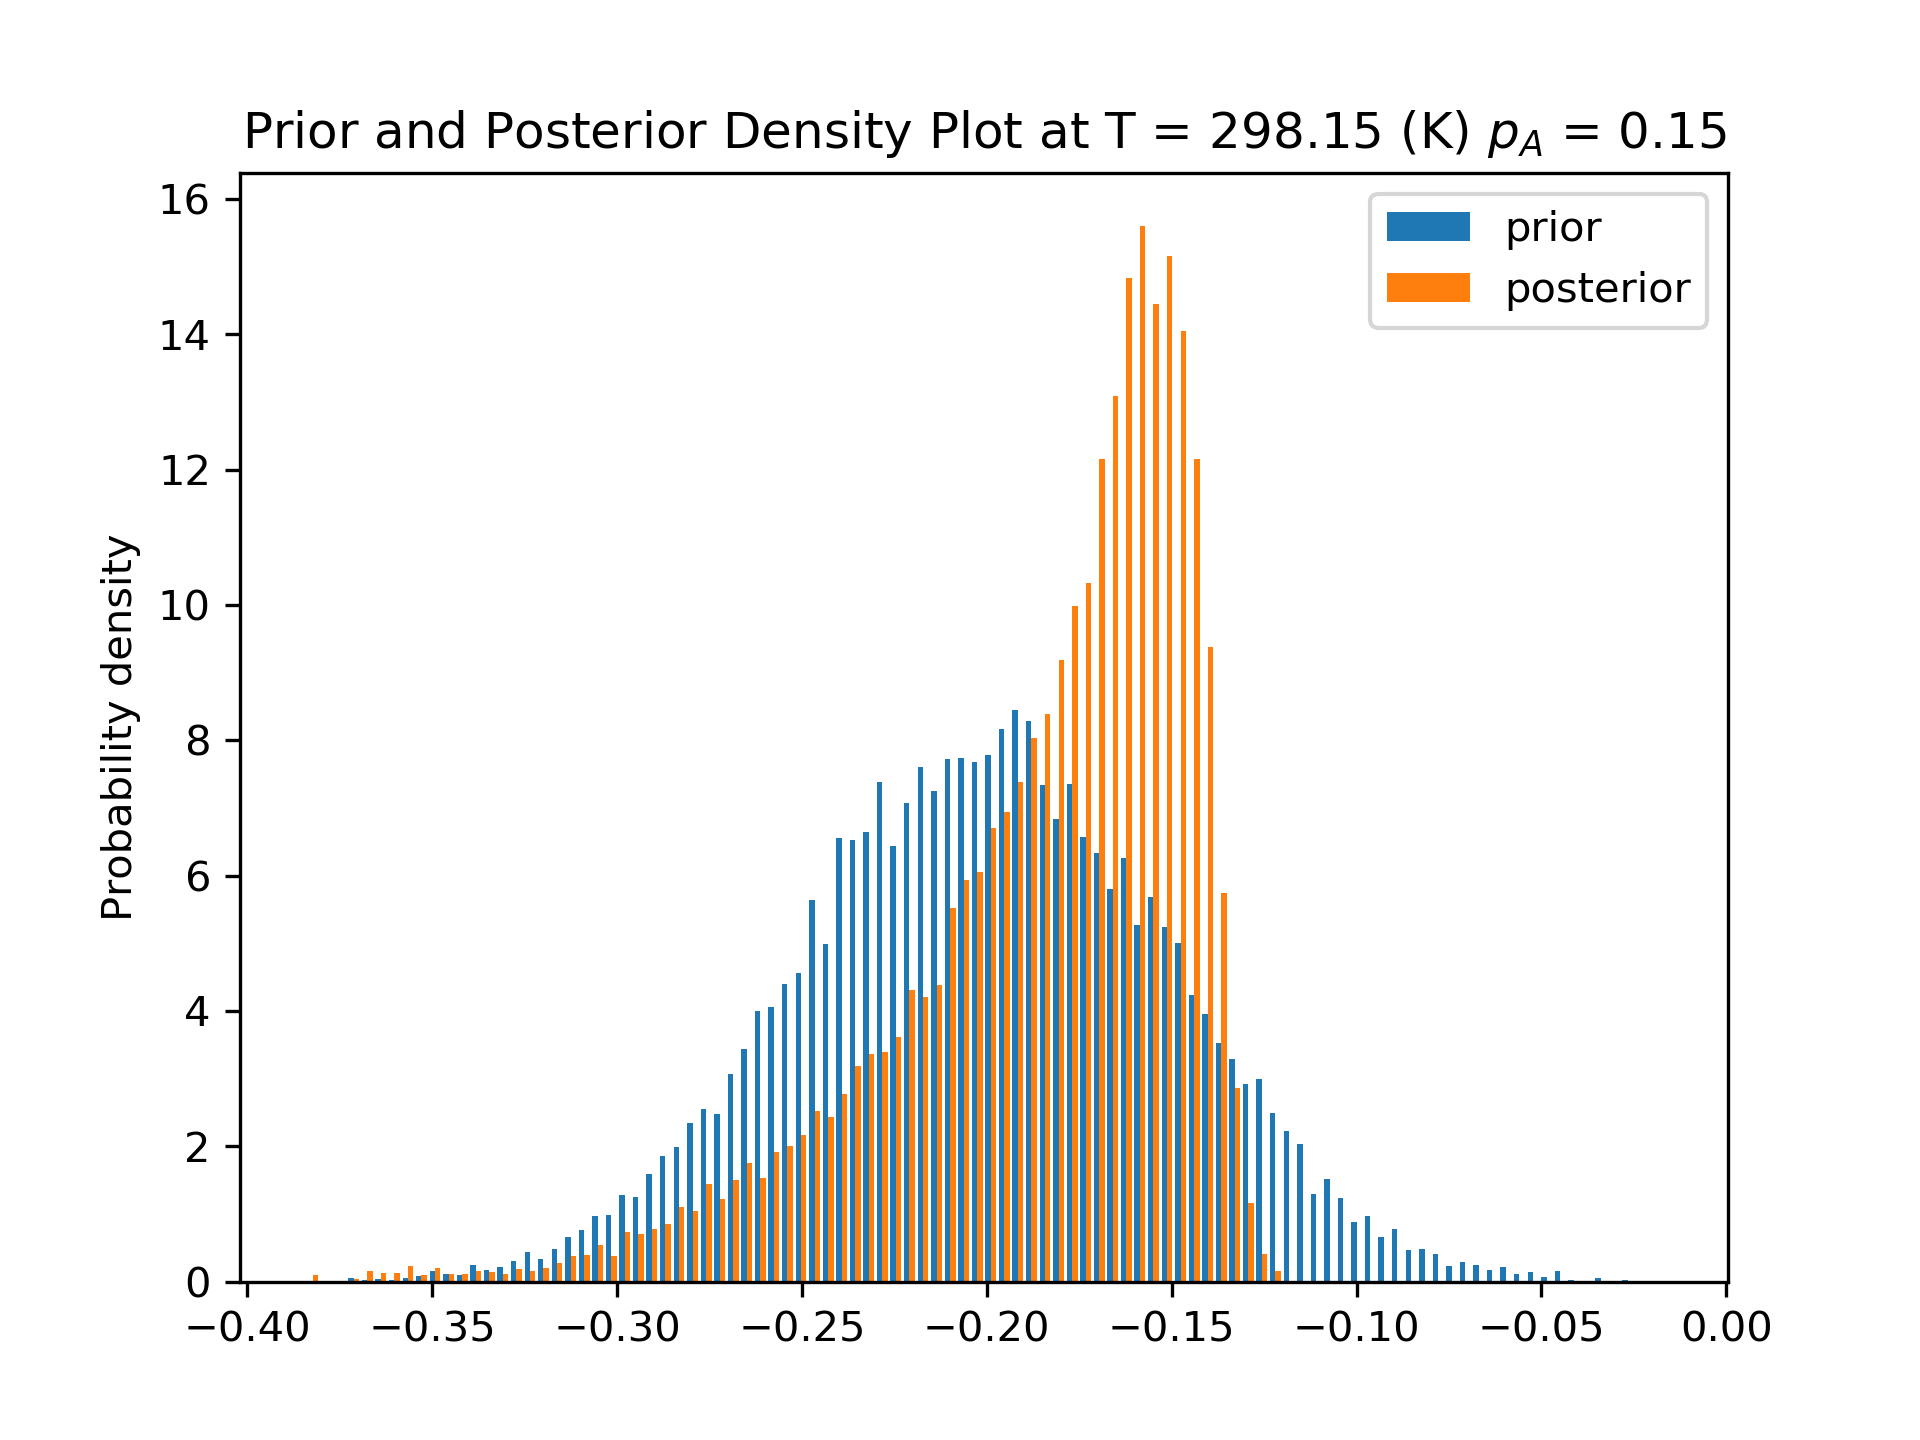 Prior and Posterior Density Plot at T = 298.15 (K) p_A = 0.15
prior
posterior
Probability density
16
14
12
10
8
6
4
2
0
−0.40 −0.35 −0.30 −0.25 −0.20 −0.15 −0.10 −0.05 0.00